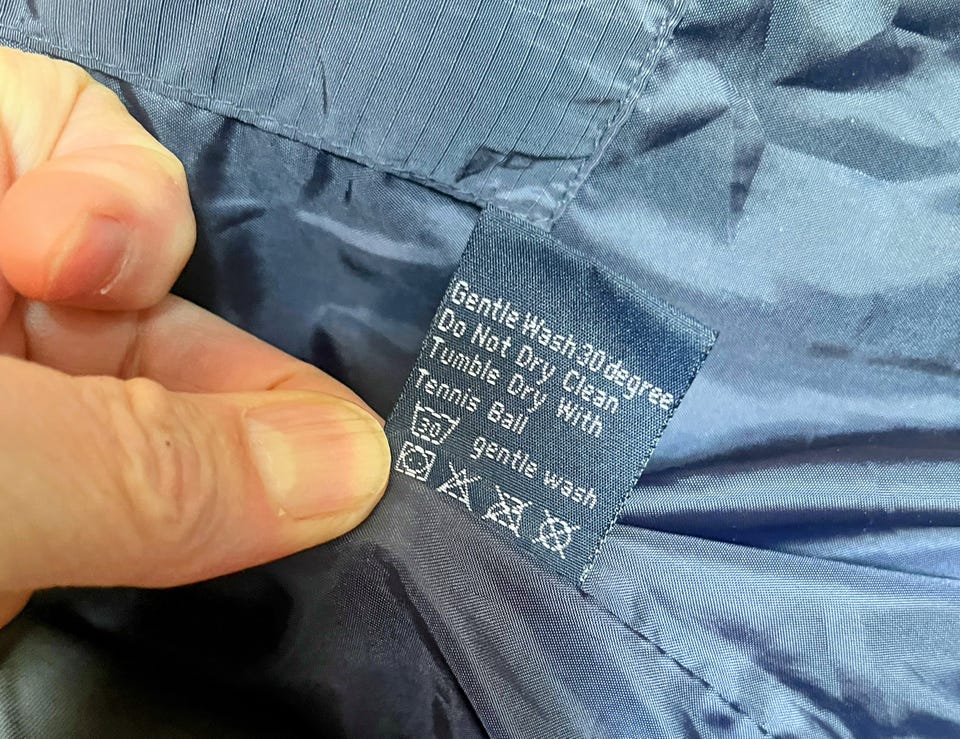 Gentle Wash 30 degree
Do Not Dry Clean
Tumble Dry With
Tennis Ball
30 gentle wash